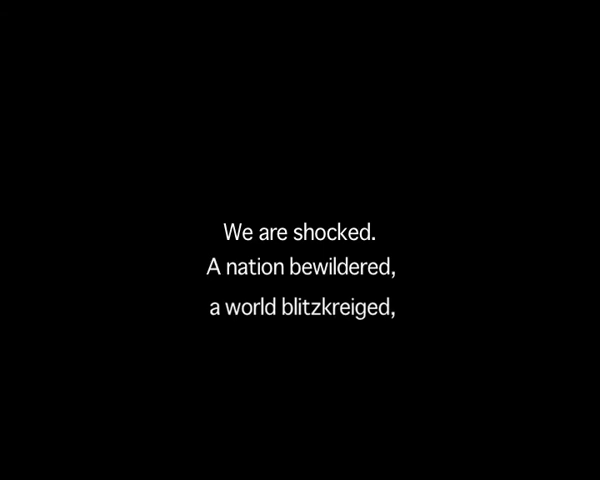 We are shocked.
A nation bewildered,
a world blitzkreiged,